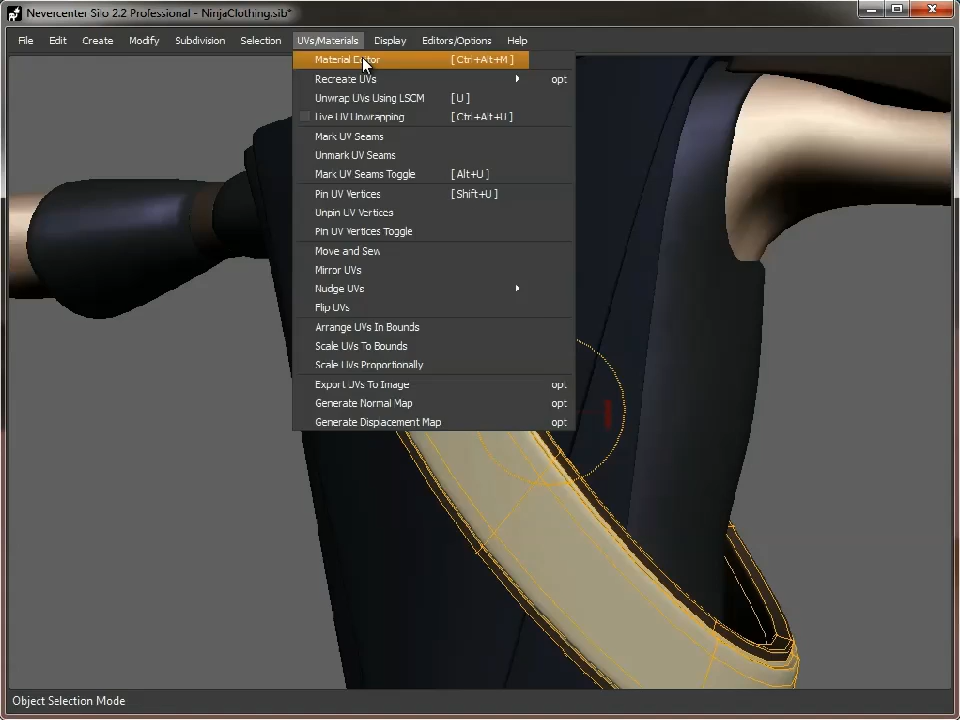 Nevercenter Silo 2.2 Professional - NinjaClothing.sib*
File Edit Create Modify Subdivision Selection UVs/Materials Display Editors/Options Help
Material Editor [Ctrl+Alt+M]
Recreate UVs opt
Unwrap UVs Using LSCM [U]
Live UV Unwrapping [Ctrl+Alt+U]
Mark UV Seams
Unmark UV Seams
Mark UV Seams Toggle [Alt+U]
Pin UV Vertices [Shift+U]
Unpin UV Vertices
Pin UV Vertices Toggle
Move and Sew
Mirror UVs
Nudge UVs
Flip UVs
Arrange UVs In Bounds
Scale UVs To Bounds
Scale UVs Proportionally
Export UVs To Image opt
Generate Normal Map opt
Generate Displacement Map opt
Object Selection Mode